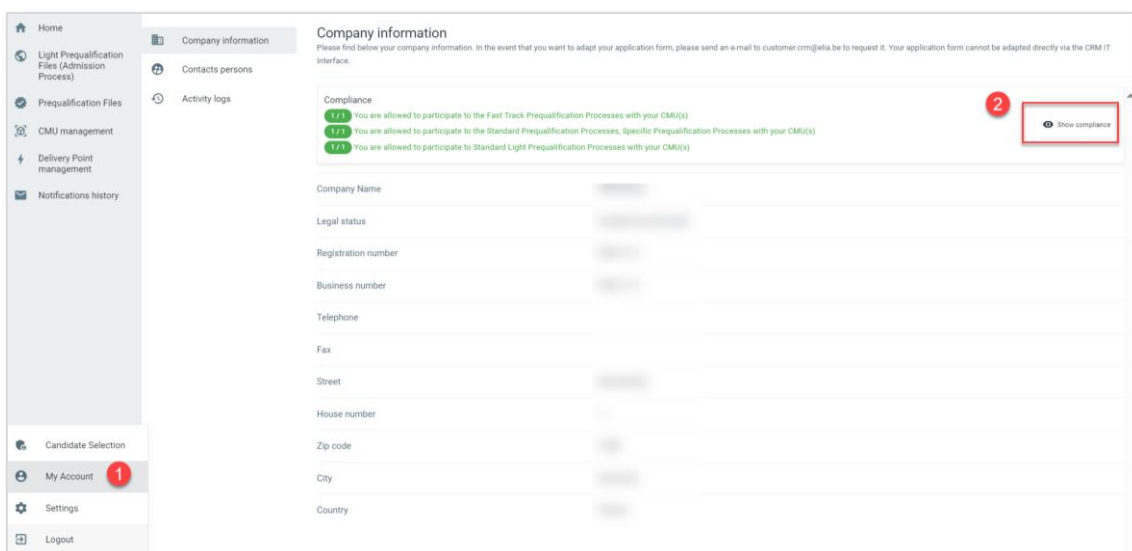 Home
Light Prequalification
Files (Admission
Process)
Prequalification Files
CMU management
Delivery Point
management
Notifications history
Candidate Selection
My Account 1
Settings
Logout
Company information
Contacts persons
Activity logs
Company information
Please find below your company information. In the event that you want to adapt your application form, please send an e-mail to customer.crm@elia.be to request it. Your application form cannot be adapted directly via the CRM IT
interface.
Compliance
1 / 1 You are allowed to participate to the Fast Track Prequalification Processes with your CMU(s)
1 / 1 You are allowed to participate to the Standard Prequalification Processes, Specific Prequalification Processes with your CMU(s)
1 / 1 You are allowed to participate to Standard Light Prequalification Processes with your CMU(s)
2
Show compliance
Company Name
Legal status
Registration number
Business number
Telephone
Fax
Street
House number
Zip code
City
Country